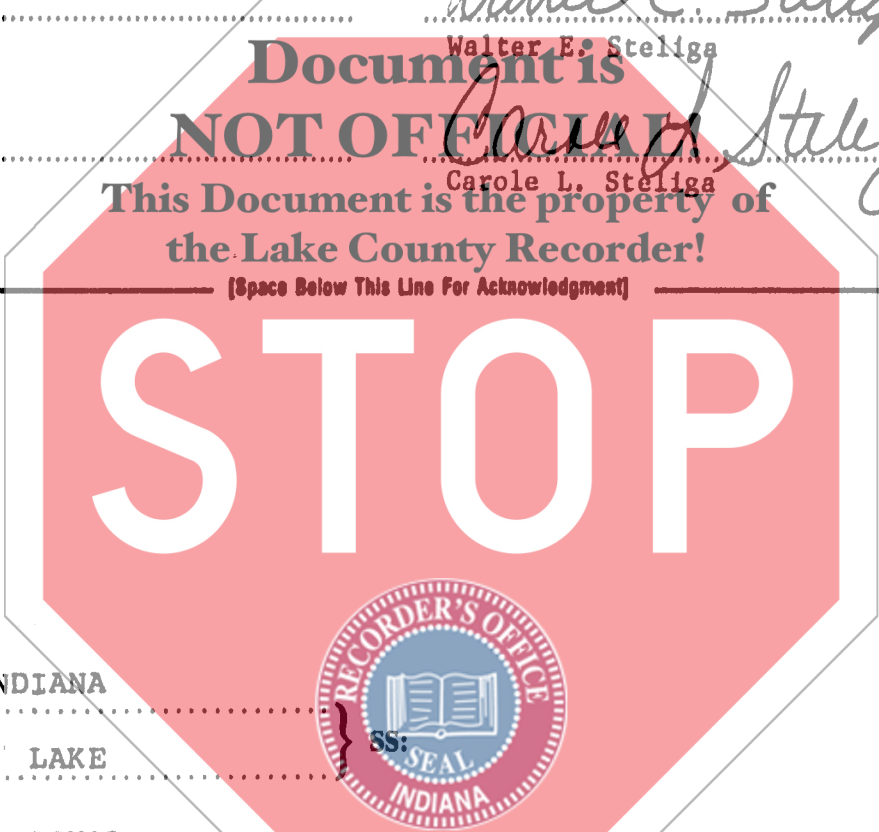 Walter E. Steliga
Document is
NOT OFFICIAL!
Carole L. Steliga
This Document is the property of
the Lake County Recorder!
[Space Below This Line For Acknowledgment]
STOP
RECORDER'S OFFICE
SEAL
INDIANA
NDIANA
SS:
LAKE